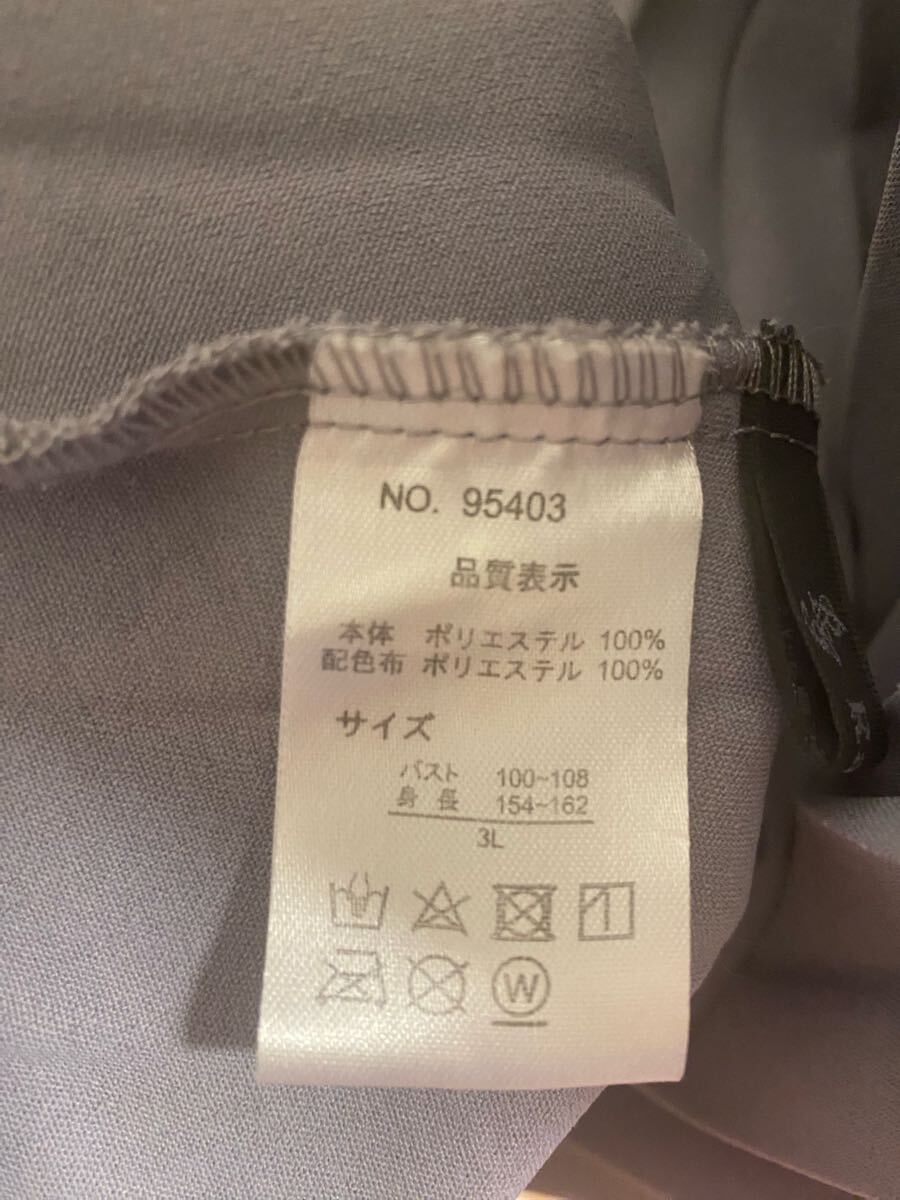 NO. 95403
品質表示
本体 ポリエステル 100%
配色布 ポリエステル 100%
サイズ
バスト 100~108
身長 154~162
3L
W